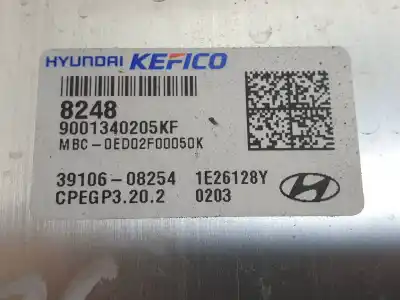 HYUNDAI KEFICO
8248
9001340205KF
MBC-0ED02F00050K
39106-08254 1E26128Y
CPEGP3.20.2 0203